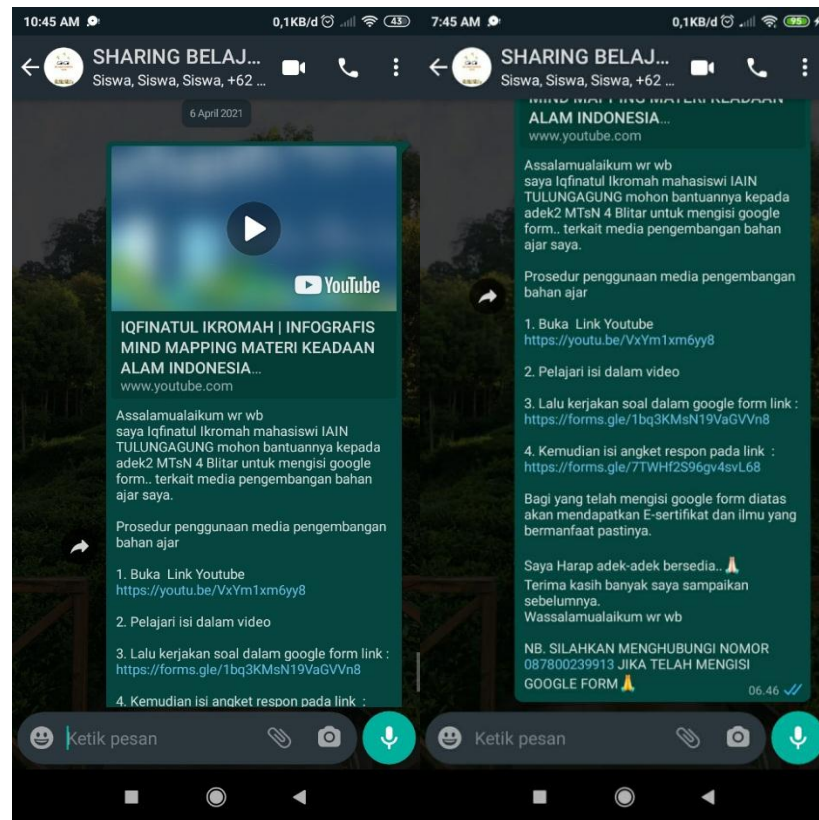 10:45 AM
0,1KB/d
43
SHARING BELAJ...
Siswa, Siswa, Siswa, +62 ...
6 April 2021
YouTube
IQFINATUL IKROMAH | INFOGRAFIS
MIND MAPPING MATERI KEADAAN
ALAM INDONESIA...
www.youtube.com
Assalamualaikum wr wb
saya Iqfinatul Ikromah mahasiswi IAIN
TULUNGAGUNG mohon bantuannya kepada
adek2 MTsN 4 Blitar untuk mengisi google
form.. terkait media pengembangan bahan
ajar saya.
Prosedur penggunaan media pengembangan
bahan ajar
1. Buka Link Youtube
https://youtu.be/VxYm1xm6yy8
2. Pelajari isi dalam video
3. Lalu kerjakan soal dalam google form link :
https://forms.gle/1bq3KMsN19VaGVVn8
4. Kemudian isi angket respon pada link :
Ketik pesan
7:45 AM
0,1KB/d
95
SHARING BELAJ...
Siswa, Siswa, Siswa, +62 ...
MIND MAPPING MATERI KEADAAN
ALAM INDONESIA...
www.youtube.com
Assalamualaikum wr wb
saya Iqfinatul Ikromah mahasiswi IAIN
TULUNGAGUNG mohon bantuannya kepada
adek2 MTsN 4 Blitar untuk mengisi google
form.. terkait media pengembangan bahan
ajar saya.
Prosedur penggunaan media pengembangan
bahan ajar
1. Buka Link Youtube
https://youtu.be/VxYm1xm6yy8
2. Pelajari isi dalam video
3. Lalu kerjakan soal dalam google form link :
https://forms.gle/1bq3KMsN19VaGVVn8
4. Kemudian isi angket respon pada link :
https://forms.gle/7TWHf2S96gv4svL68
Bagi yang telah mengisi google form diatas
akan mendapatkan E-sertifikat dan ilmu yang
bermanfaat pastinya.
Saya Harap adek-adek bersedia.. 🙏🏻
Terima kasih banyak saya sampaikan
sebelumnya.
Wassalamualaikum wr wb
NB. SILAHKAN MENGHUBUNGI NOMOR
087800239913 JIKA TELAH MENGISI
GOOGLE FORM 🙏
06.46
Ketik pesan